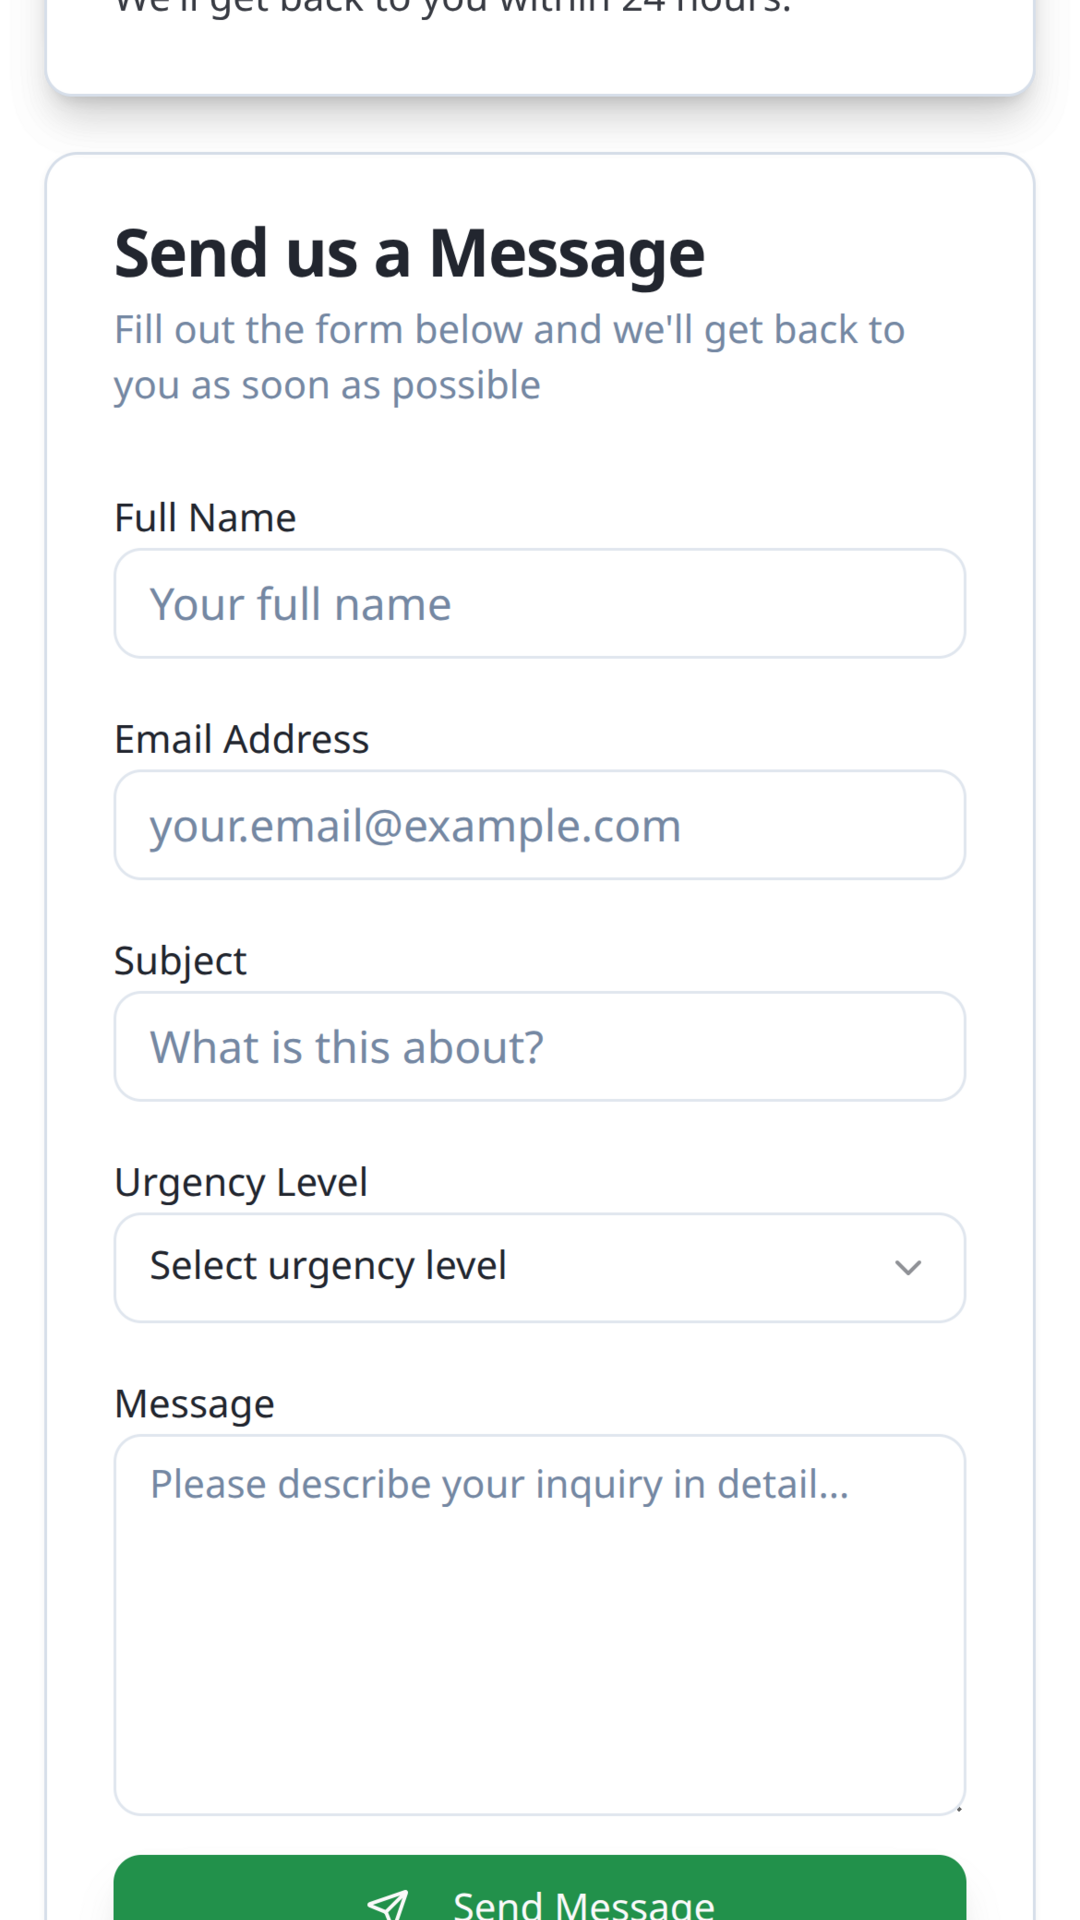 We'll get back to you within 24 hours.
Send us a Message
Fill out the form below and we'll get back to
you as soon as possible
Full Name
Your full name
Email Address
your.email@example.com
Subject
What is this about?
Urgency Level
Select urgency level
Message
Please describe your inquiry in detail...
Send Message